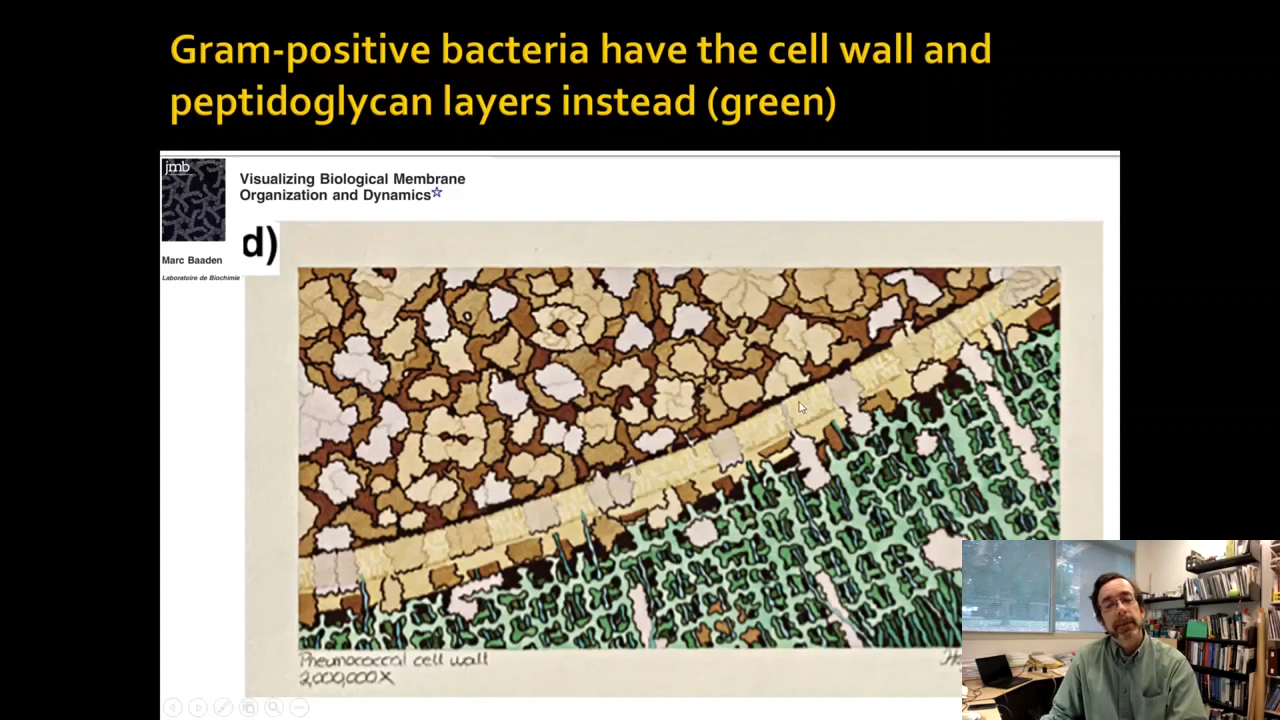 Gram-positive bacteria have the cell wall and
peptidoglycan layers instead (green)
jmb
Visualizing Biological Membrane
Organization and Dynamics☆
d)
Marc Baaden
Laboratoire de Biochimie
Pneumococcal cell wall
2,000,000X